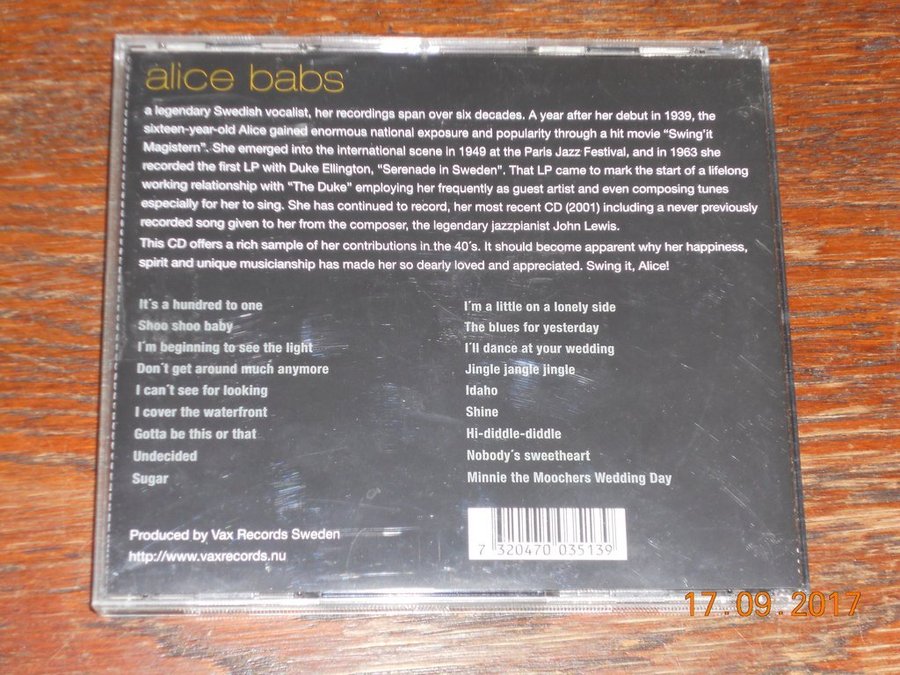 alice babs
a legendary Swedish vocalist, her recordings span over six decades. A year after her debut in 1939, the
sixteen-year-old Alice gained enormous national exposure and popularity through a hit movie “Swing'it
Magistern”. She emerged into the international scene in 1949 at the Paris Jazz Festival, and in 1963 she
recorded the first LP with Duke Ellington, “Serenade in Sweden”. That LP came to mark the start of a lifelong
working relationship with “The Duke” employing her frequently as guest artist and even composing tunes
especially for her to sing. She has continued to record, her most recent CD (2001) including a never previously
recorded song given to her from the composer, the legendary jazzpianist John Lewis.
This CD offers a rich sample of her contributions in the 40´s. It should become apparent why her happiness,
spirit and unique musicianship has made her so dearly loved and appreciated. Swing it, Alice!
It´s a hundred to one
Shoo shoo baby
I´m beginning to see the light
Don´t get around much anymore
I can´t see for looking
I cover the waterfront
Gotta be this or that
Undecided
Sugar
I´m a little on a lonely side
The blues for yesterday
I´ll dance at your wedding
Jingle jangle jingle
Idaho
Shine
Hi-diddle-diddle
Nobody´s sweetheart
Minnie the Moochers Wedding Day
Produced by Vax Records Sweden
http://www.vaxrecords.nu
7 320470 035139
17.09.2017